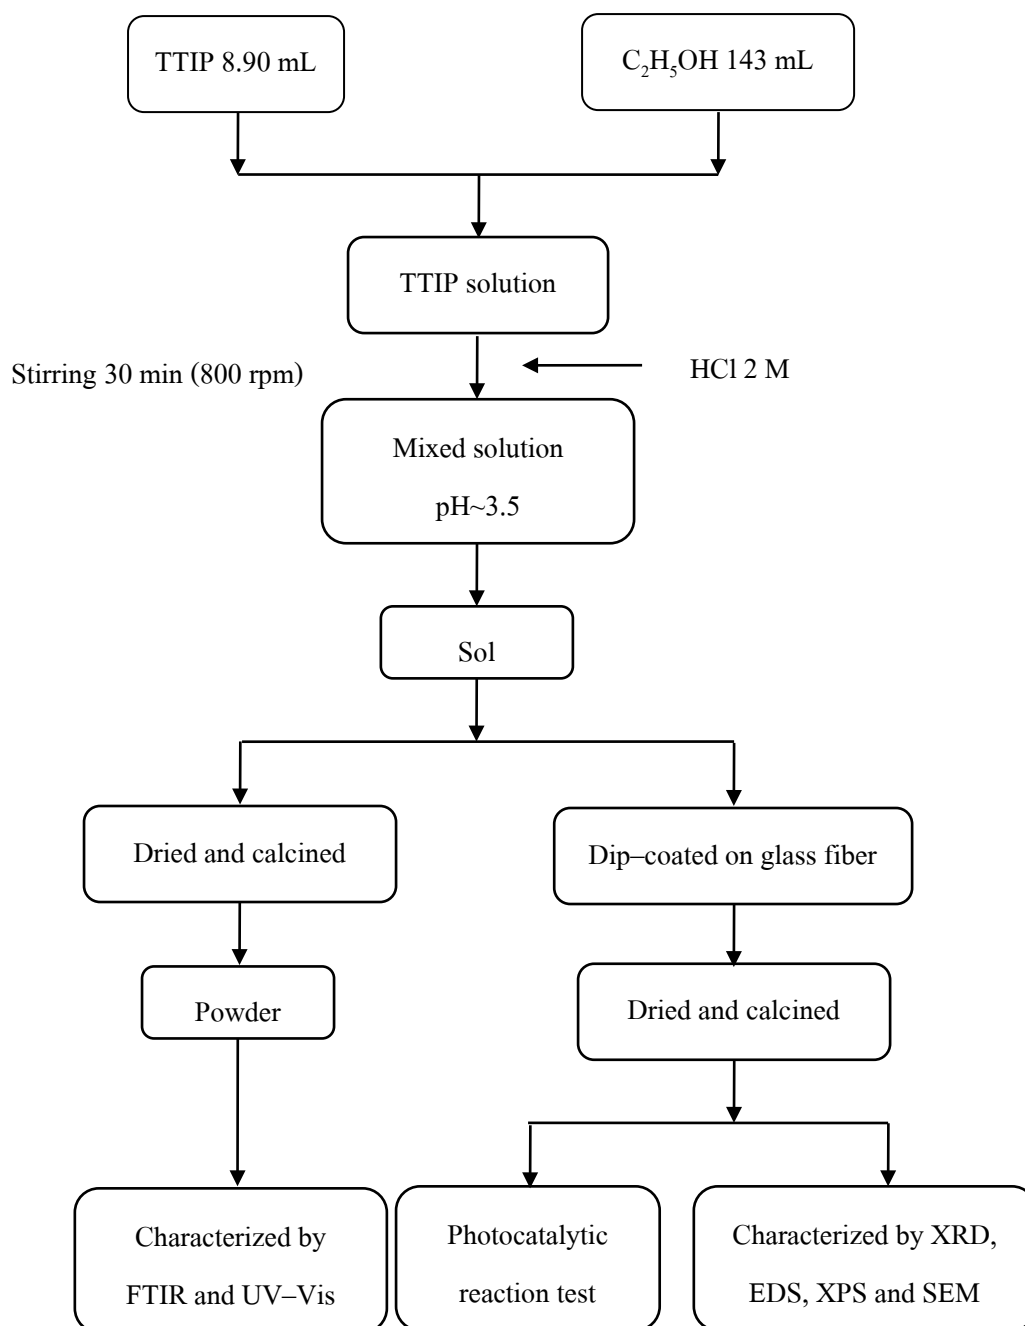 TTIP 8.90 mL
C₂H₅OH 143 mL
TTIP solution
Stirring 30 min (800 rpm)
HCl 2 M
Mixed solution
pH~3.5
Sol
Dried and calcined
Dip–coated on glass fiber
Powder
Dried and calcined
Characterized by
FTIR and UV–Vis
Photocatalytic
reaction test
Characterized by XRD,
EDS, XPS and SEM